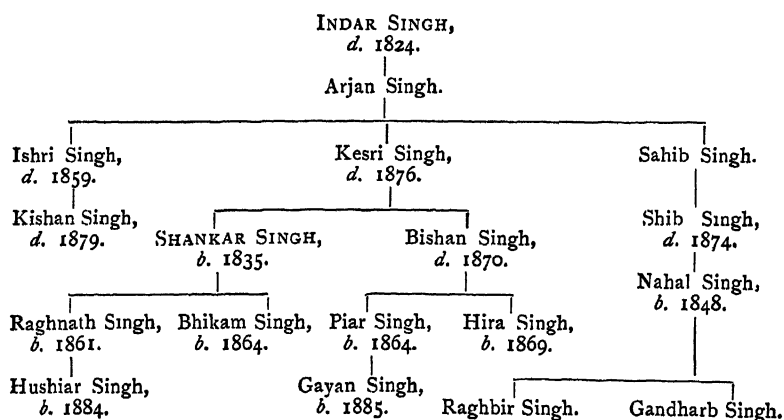 INDAR SINGH,
d. 1824.
Arjan Singh.
Ishri Singh,
d. 1859.
Kesri Singh,
d. 1876.
Sahib Singh.
Kishan Singh,
d. 1879.
SHANKAR SINGH,
b. 1835.
Bishan Singh,
d. 1870.
Shib Singh,
d. 1874.
Nahal Singh,
b. 1848.
Raghnath Singh,
b. 1861.
Bhikam Singh,
b. 1864.
Piar Singh,
b. 1864.
Hira Singh,
b. 1869.
Hushiar Singh,
b. 1884.
Gayan Singh,
b. 1885.
Raghbir Singh.
Gandharb Singh.